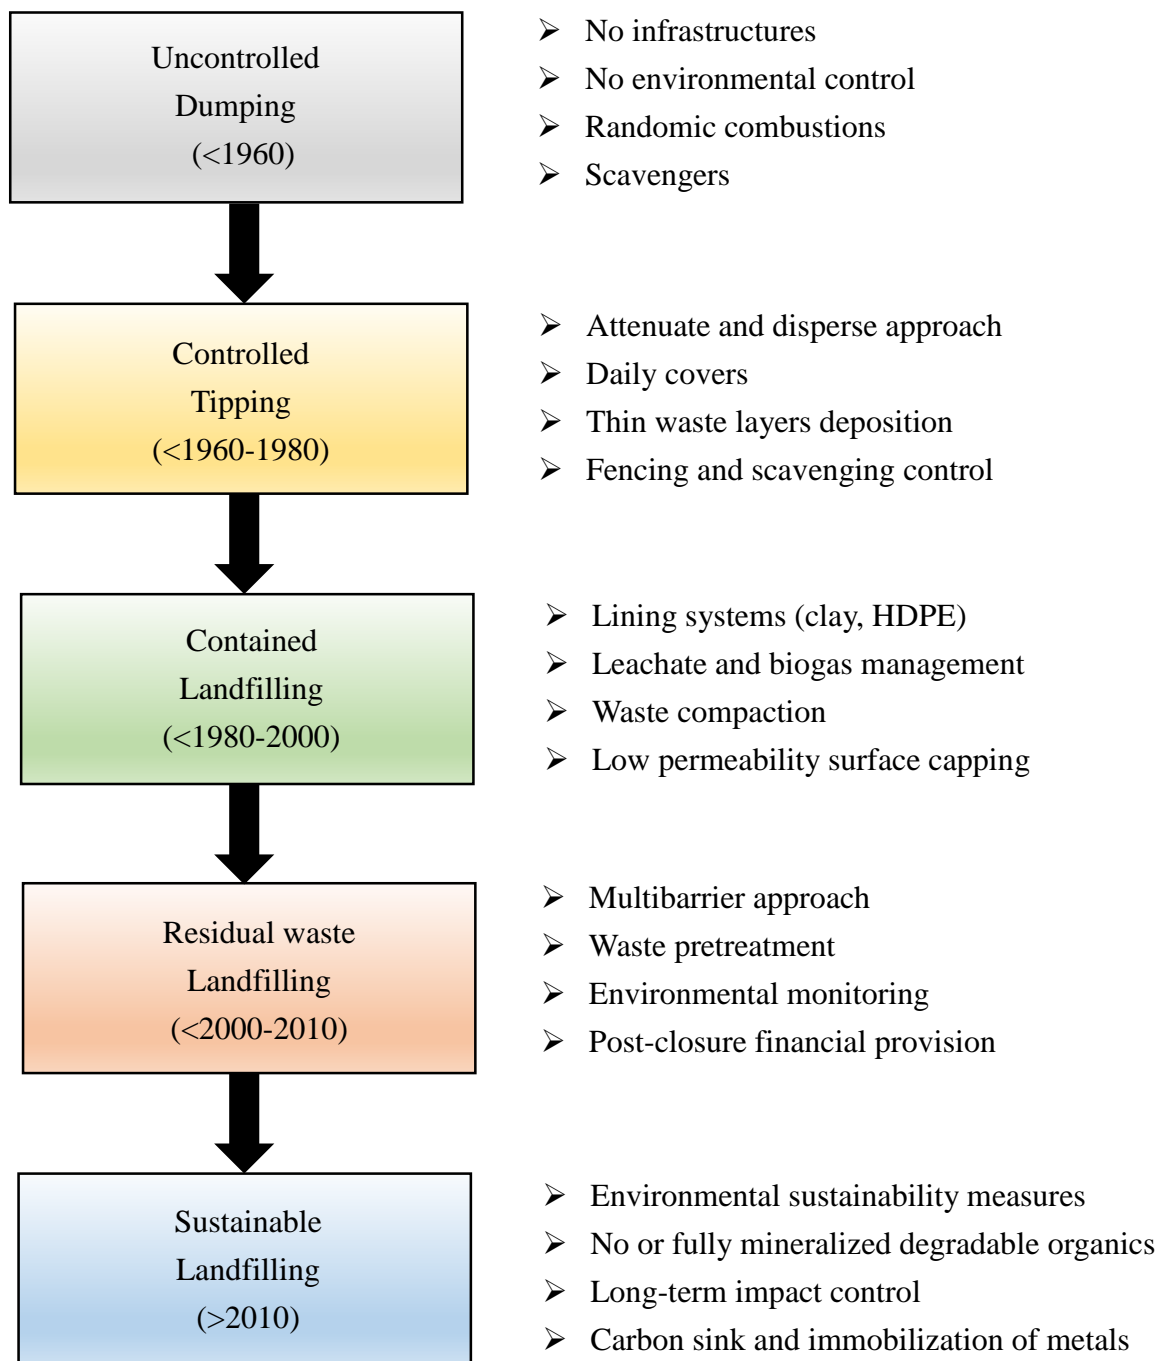 Uncontrolled
Dumping
(<1960)
➢ No infrastructures
➢ No environmental control
➢ Randomic combustions
➢ Scavengers
Controlled
Tipping
(<1960-1980)
➢ Attenuate and disperse approach
➢ Daily covers
➢ Thin waste layers deposition
➢ Fencing and scavenging control
Contained
Landfilling
(<1980-2000)
➢ Lining systems (clay, HDPE)
➢ Leachate and biogas management
➢ Waste compaction
➢ Low permeability surface capping
Residual waste
Landfilling
(<2000-2010)
➢ Multibarrier approach
➢ Waste pretreatment
➢ Environmental monitoring
➢ Post-closure financial provision
Sustainable
Landfilling
(>2010)
➢ Environmental sustainability measures
➢ No or fully mineralized degradable organics
➢ Long-term impact control
➢ Carbon sink and immobilization of metals